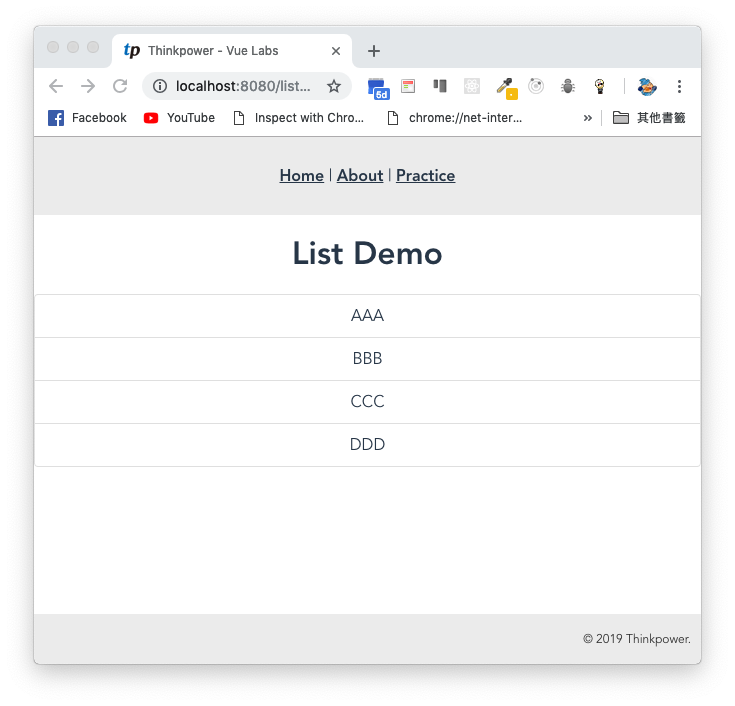 tp Thinkpower - Vue Labs
localhost:8080/list...
6d
Facebook YouTube Inspect with Chro... chrome://net-inter... » 其他書籤
Home | About | Practice
List Demo
AAA
BBB
CCC
DDD
© 2019 Thinkpower.